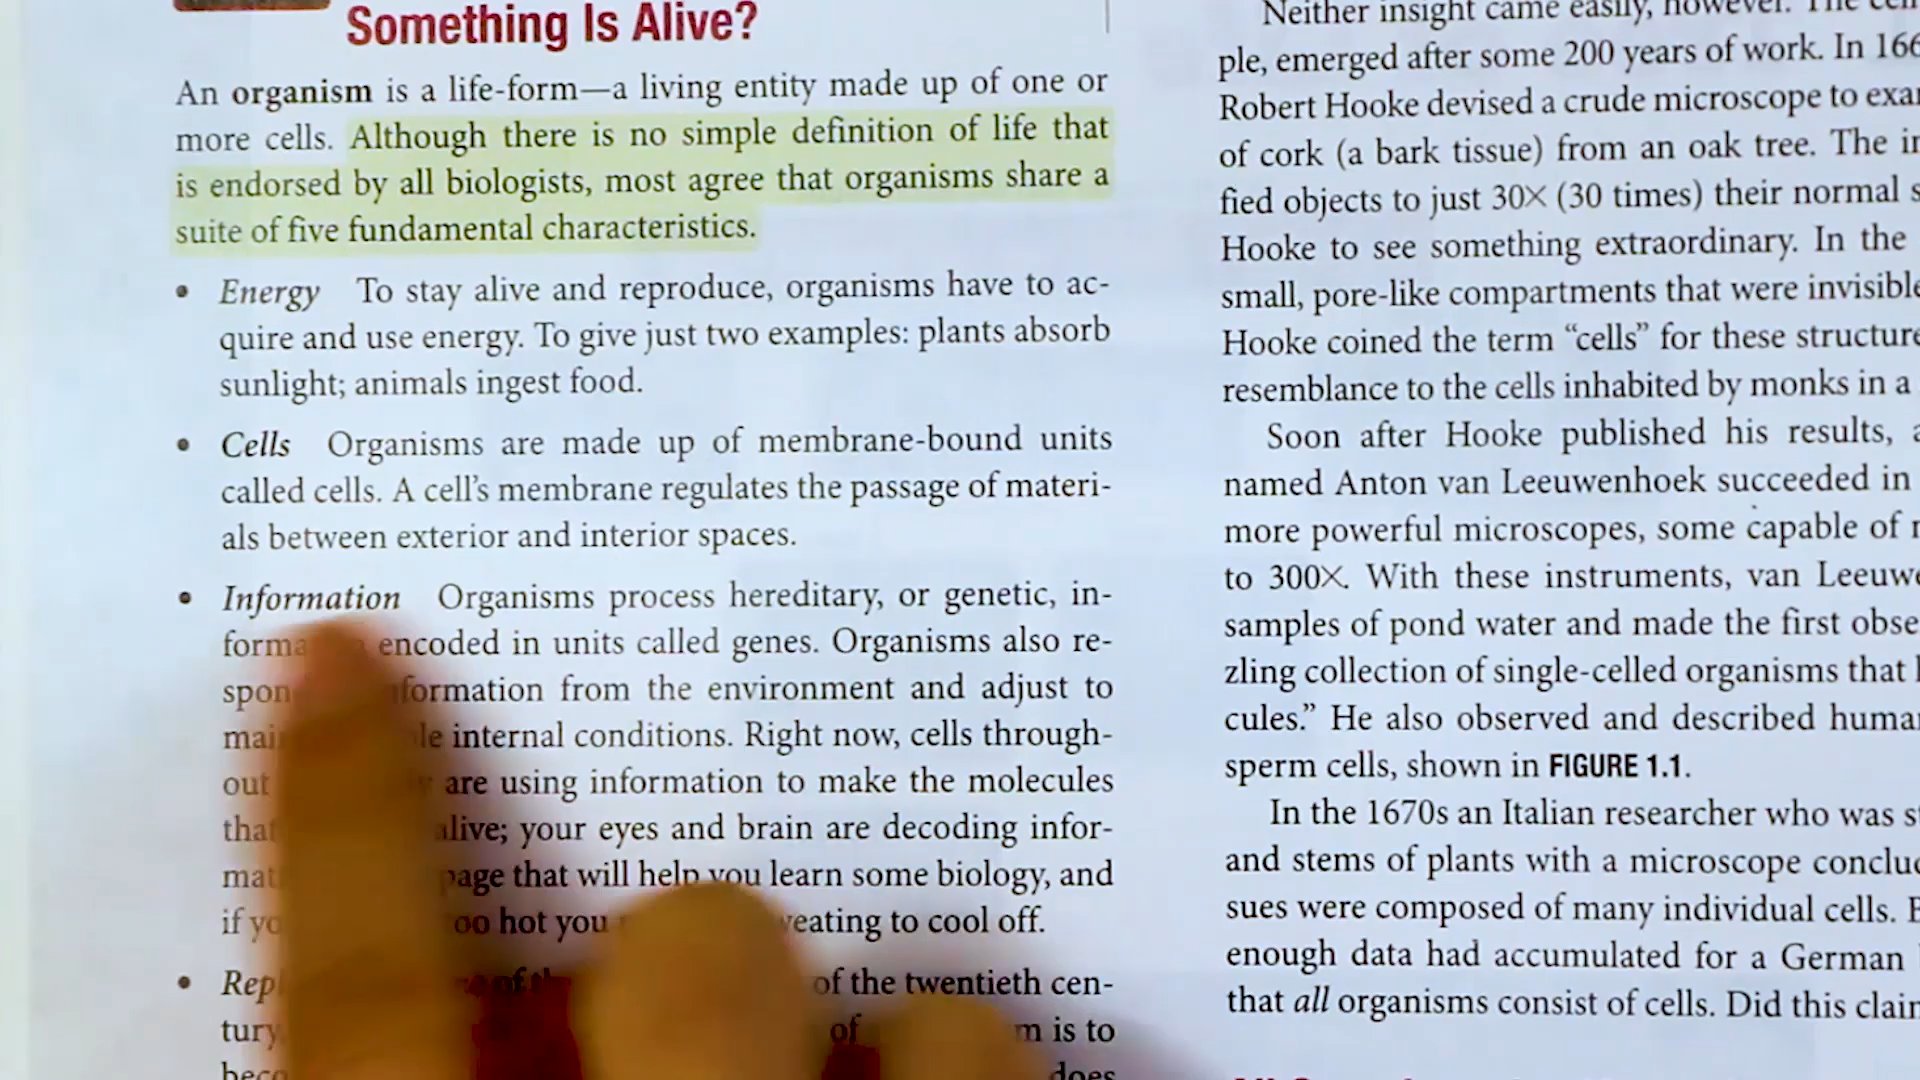 Something Is Alive?
An organism is a life-form—a living entity made up of one or
more cells. Although there is no simple definition of life that
is endorsed by all biologists, most agree that organisms share a
suite of five fundamental characteristics.
• Energy To stay alive and reproduce, organisms have to ac-
quire and use energy. To give just two examples: plants absorb
sunlight; animals ingest food.
• Cells Organisms are made up of membrane-bound units
called cells. A cell's membrane regulates the passage of materi-
als between exterior and interior spaces.
• Information Organisms process hereditary, or genetic, in-
encoded in units called genes. Organisms also re-
from the environment and adjust to
internal conditions. Right now, cells through-
out are using information to make the molecules
that alive; your eyes and brain are decoding infor-
page that will help you learn some biology, and
if hot you to cool off.
• of the twentieth cen-
of is to
does
Neither insight came easily, however. The
ple, emerged after some 200 years of work. In
Robert Hooke devised a crude microscope to
of cork (a bark tissue) from an oak tree. The
fied objects to just 30× (30 times) their normal
Hooke to see something extraordinary. In the
small, pore-like compartments that were
Hooke coined the term “cells” for these
resemblance to the cells inhabited by monks in a
Soon after Hooke published his results,
named Anton van Leeuwenhoek succeeded in
more powerful microscopes, some capable of
to 300×. With these instruments, van
samples of pond water and made the first
zling collection of single-celled organisms that
cules.” He also observed and described
sperm cells, shown in FIGURE 1.1.
In the 1670s an Italian researcher who was
and stems of plants with a microscope
sues were composed of many individual cells.
enough data had accumulated for a German
that all organisms consist of cells. Did this